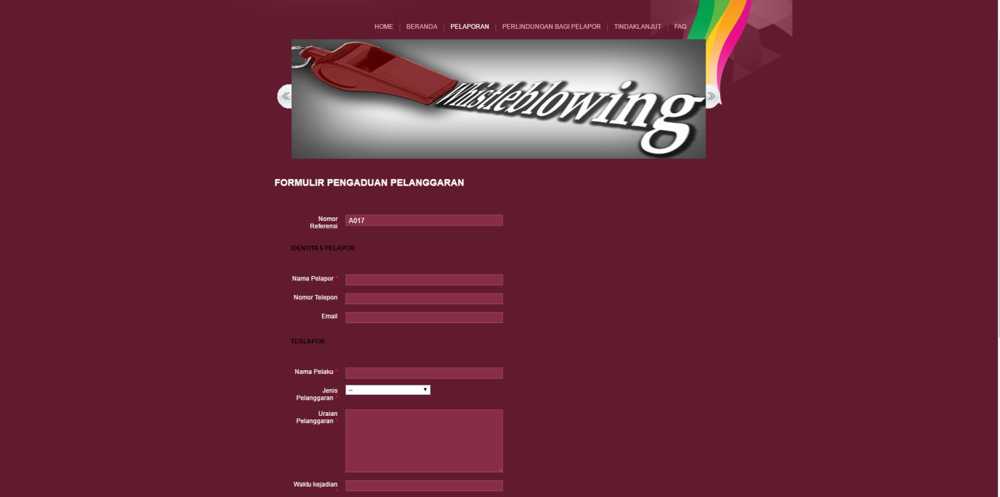 HOME BERANDA PELAPORAN PERLINDUNGAN BAGI PELAPOR TINDAKLANJUT FAQ
Whistleblowing
FORMULIR PENGADUAN PELANGGARAN
Nomor
Referensi
A017
IDENTITAS PELAPOR
Nama Pelapor *
Nomor Telepon
Email
TERLAPOR
Nama Pelaku *
Jenis
Pelanggaran *
--
Uraian
Pelanggaran *
Waktu kejadian
*